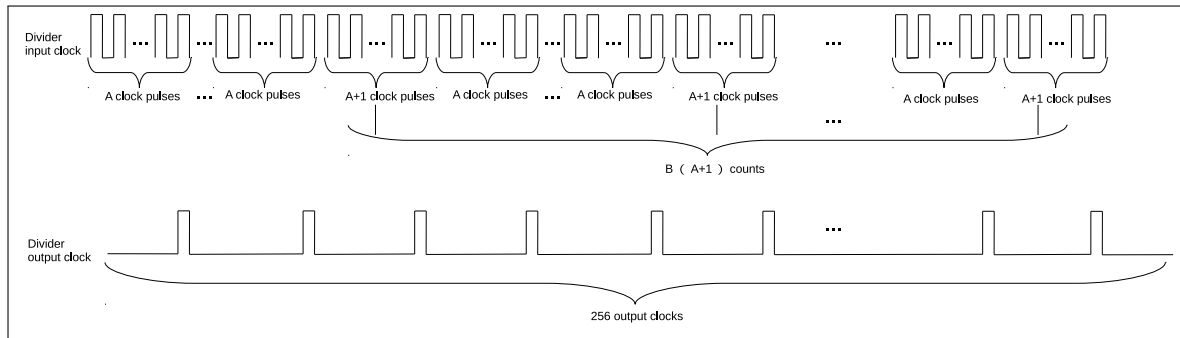 Divider
input clock
... ... ... ... ... ... ... ... ... ... ...
A clock pulses ... A clock pulses A+1 clock pulses A clock pulses ... A clock pulses A+1 clock pulses A clock pulses A+1 clock pulses
...
B ( A+1 ) counts
Divider
output clock
...
256 output clocks